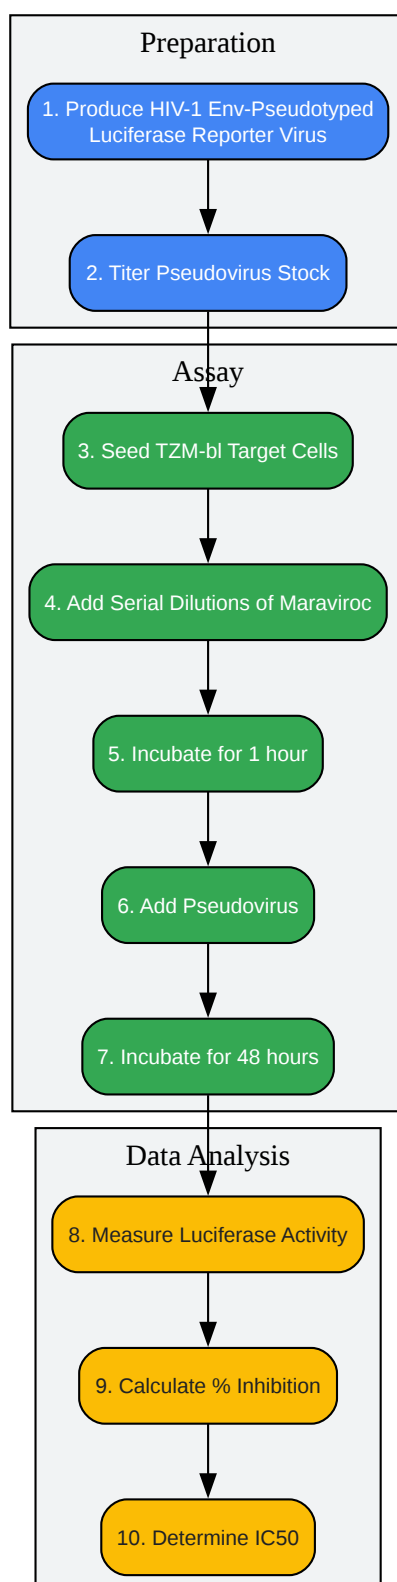 Preparation
1. Produce HIV-1 Env-Pseudotyped
Luciferase Reporter Virus
2. Titer Pseudovirus Stock
Assay
3. Seed TZM-bl Target Cells
4. Add Serial Dilutions of Maraviroc
5. Incubate for 1 hour
6. Add Pseudovirus
7. Incubate for 48 hours
Data Analysis
8. Measure Luciferase Activity
9. Calculate % Inhibition
10. Determine IC50